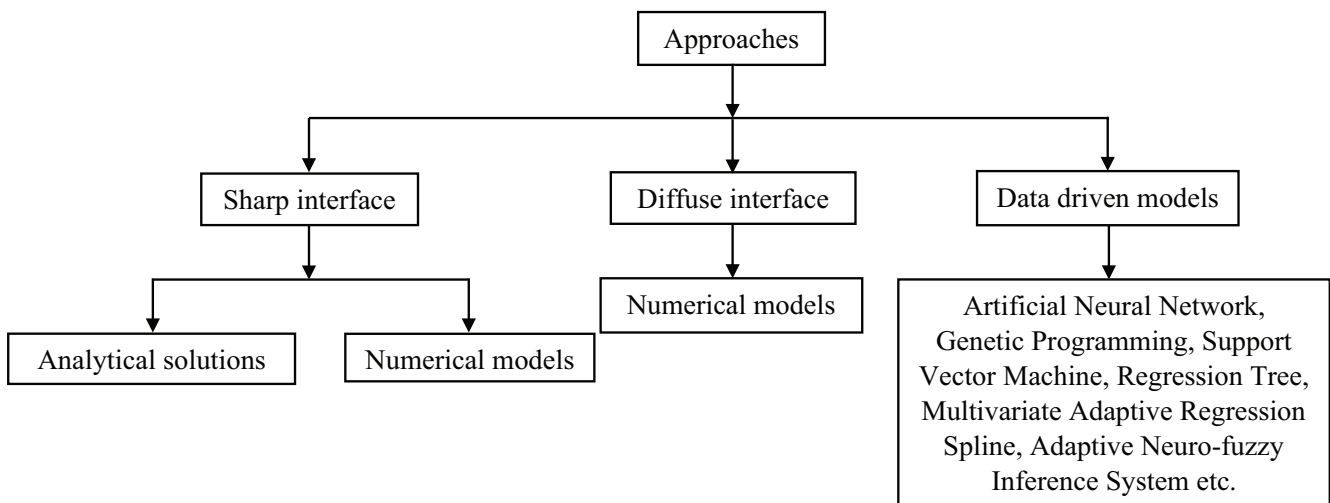 Approaches
Sharp interface
Diffuse interface
Data driven models
Analytical solutions
Numerical models
Numerical models
Artificial Neural Network,
Genetic Programming, Support
Vector Machine, Regression Tree,
Multivariate Adaptive Regression
Spline, Adaptive Neuro-fuzzy
Inference System etc.